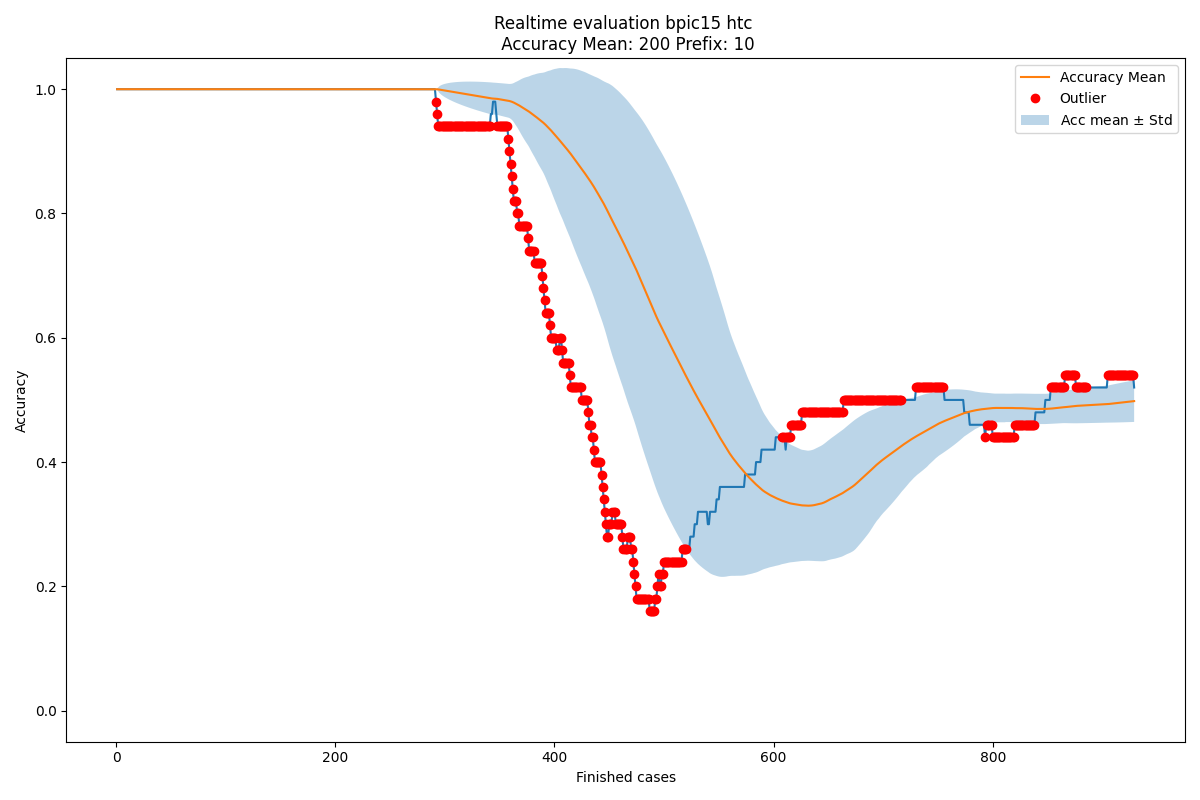 Realtime evaluation bpic15 htc
Accuracy Mean: 200 Prefix: 10
Accuracy Mean
Outlier
Acc mean ± Std
Accuracy
1.0
0.8
0.6
0.4
0.2
0.0
0
200
400
600
800
Finished cases